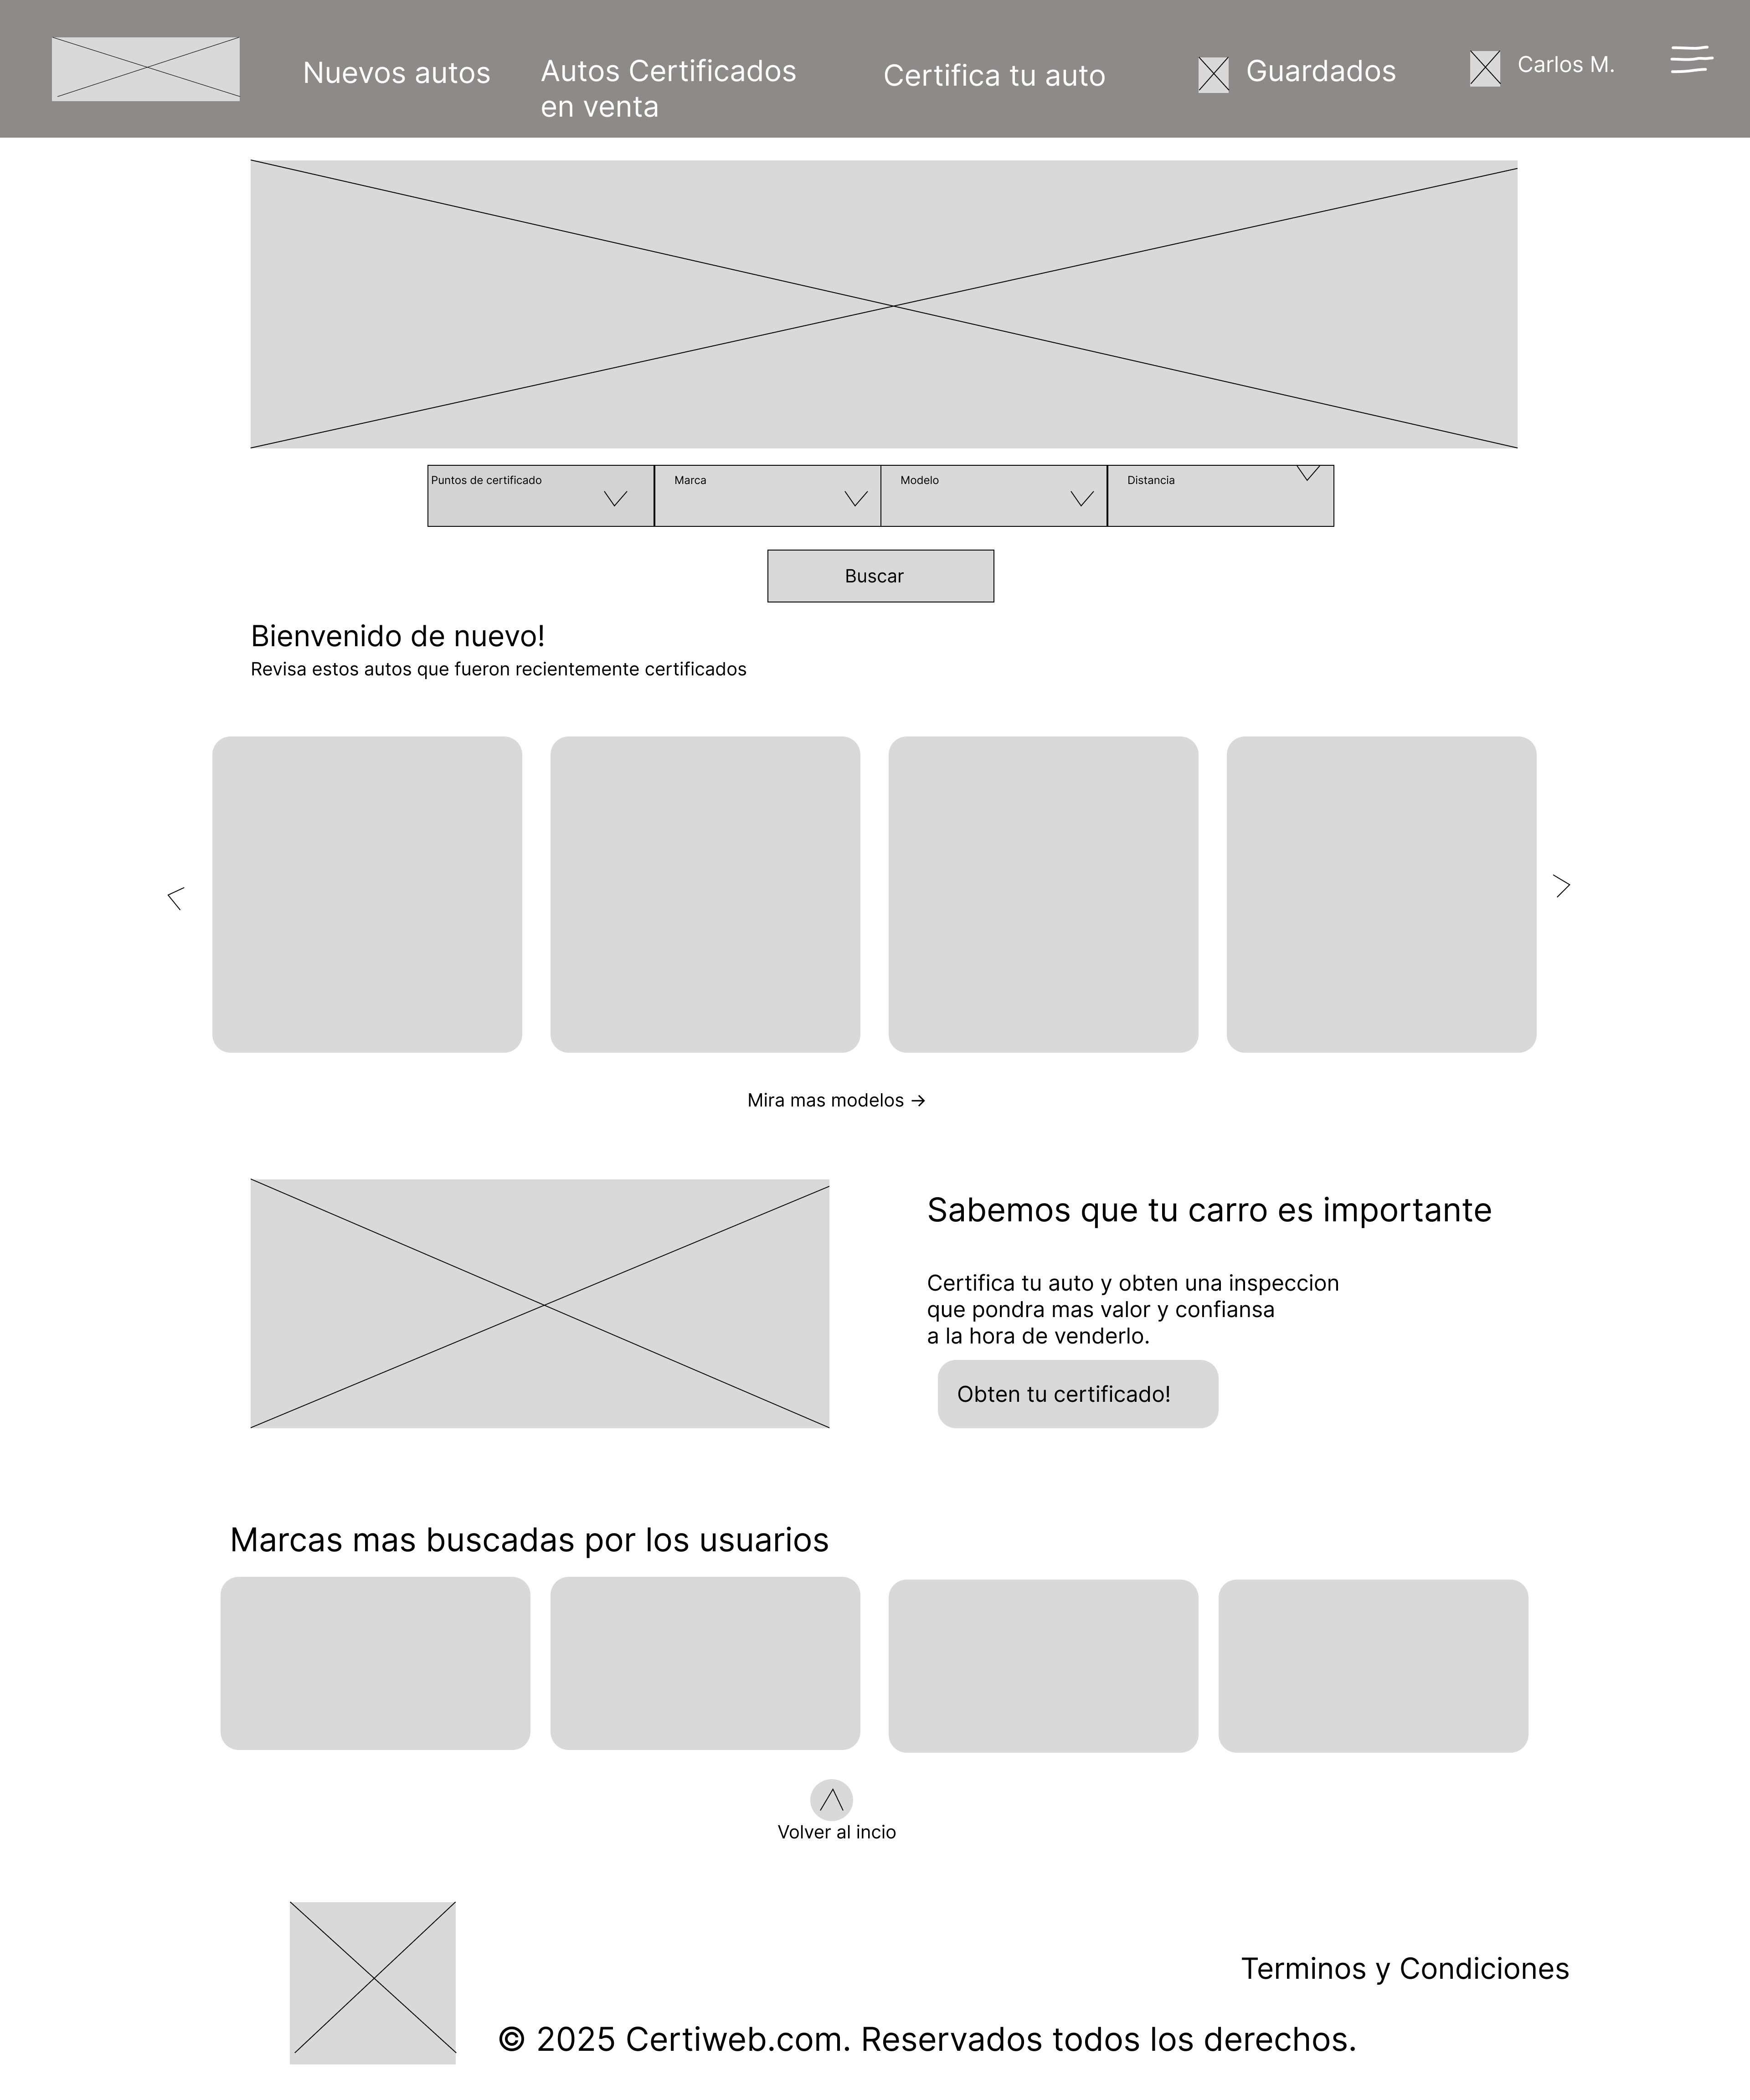 Nuevos autos
Autos Certificados
en venta
Certifica tu auto
Guardados
Carlos M.
Puntos de certificado
Marca
Modelo
Distancia
Buscar
Bienvenido de nuevo!
Revisa estos autos que fueron recientemente certificados
Mira mas modelos →
Sabemos que tu carro es importante
Certifica tu auto y obten una inspeccion
que pondra mas valor y confiansa
a la hora de venderlo.
Obten tu certificado!
Marcas mas buscadas por los usuarios
Volver al incio
Terminos y Condiciones
© 2025 Certiweb.com. Reservados todos los derechos.